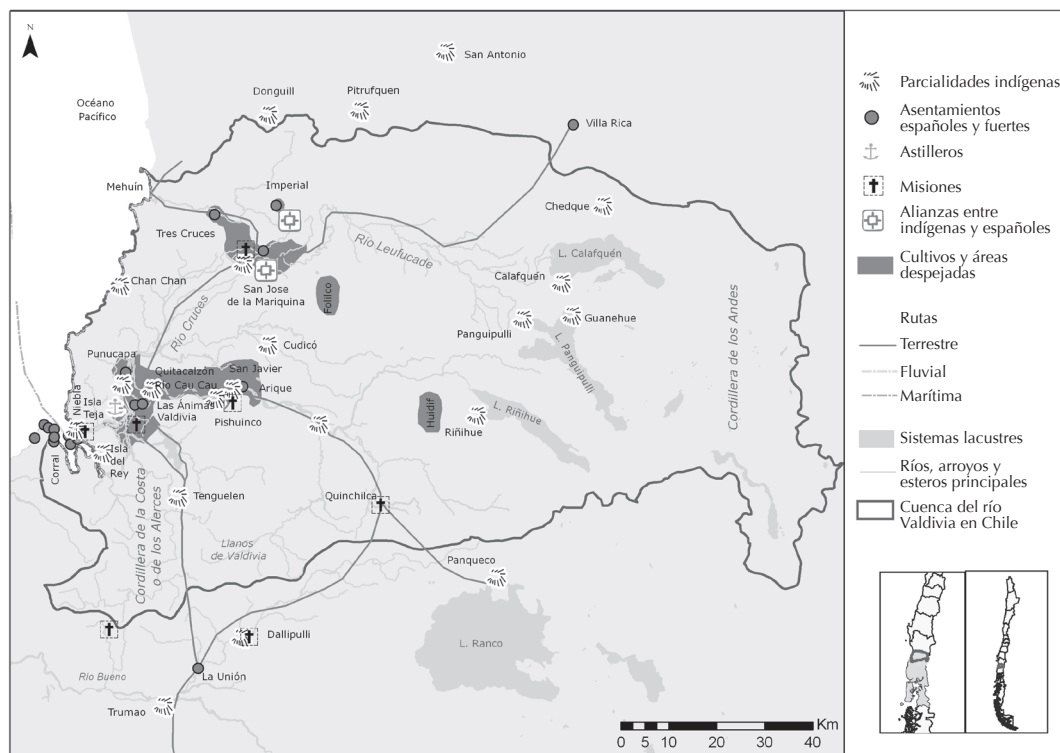 N
San Antonio
Océano
Pacífico
Donguill
Pitrufquen
Villa Rica
Mehuín
Imperial
Chedque
Tres Cruces
Río Leufucade
L. Calafquén
San Jose
de la Mariquina
Chan Chan
Folilco
Calafquén
Río Cruces
Guanehue
Panguipulli
L. Panguipulli
Cordillera de los Andes
Cudicó
Punucapa
Quitacalzón
San Javier
Río Cau Cau
Arique
Niebla
Isla
Teja
Las Ánimas
Valdivia
Pishuinco
Huidif
L. Riñihue
Riñihue
Corral
Isla
del
Rey
Tenguelen
Quinchilca
Cordillera de la Costa
o de los Alerces
Llanos
de Valdivia
Panqueco
Dallipulli
L. Ranco
Río Bueno
La Unión
Trumao
Km
0 5 10 20 30 40
Parcialidades indígenas
Asentamientos
españoles y fuertes
Astilleros
Misiones
Alianzas entre
indígenas y españoles
Cultivos y áreas
despejadas
Rutas
Terrestre
Fluvial
Marítima
Sistemas lacustres
Ríos, arroyos y
esteros principales
Cuenca del río
Valdivia en Chile